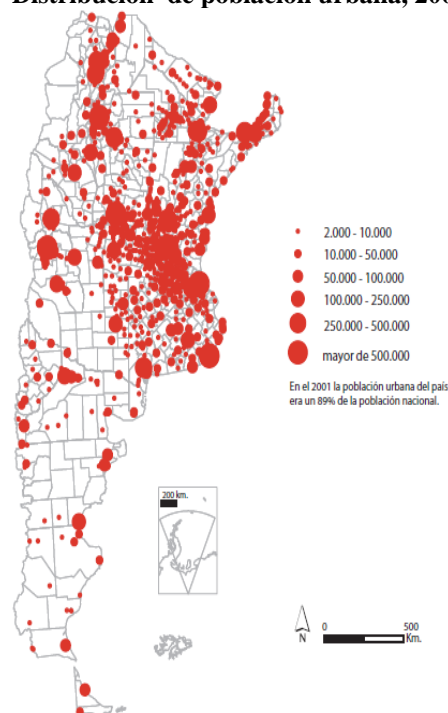 Distribución de población urbana, 200
2.000 - 10.000
10.000 - 50.000
50.000 - 100.000
100.000 - 250.000
250.000 - 500.000
mayor de 500.000
En el 2001 la población urbana del país
era un 89% de la población nacional.
200 km.
0 500
N Km.